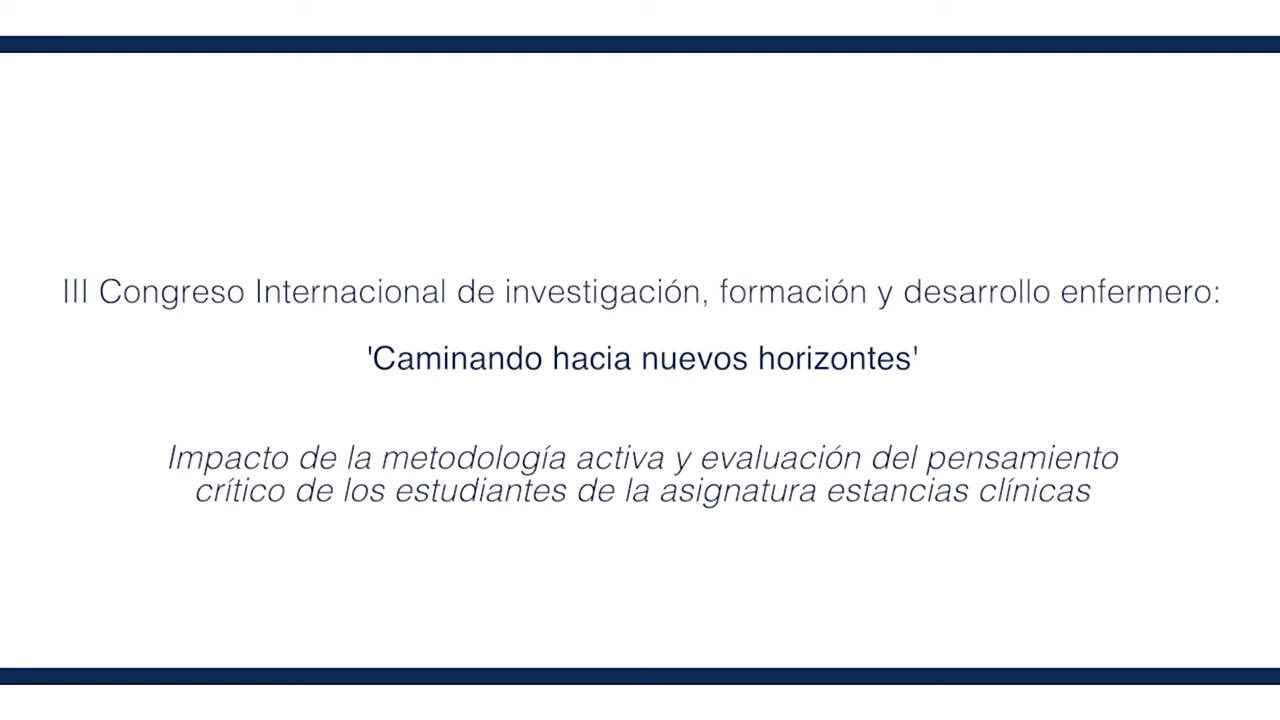 III Congreso Internacional de investigación, formación y desarrollo enfermero:
'Caminando hacia nuevos horizontes'
Impacto de la metodología activa y evaluación del pensamiento
crítico de los estudiantes de la asignatura estancias clínicas